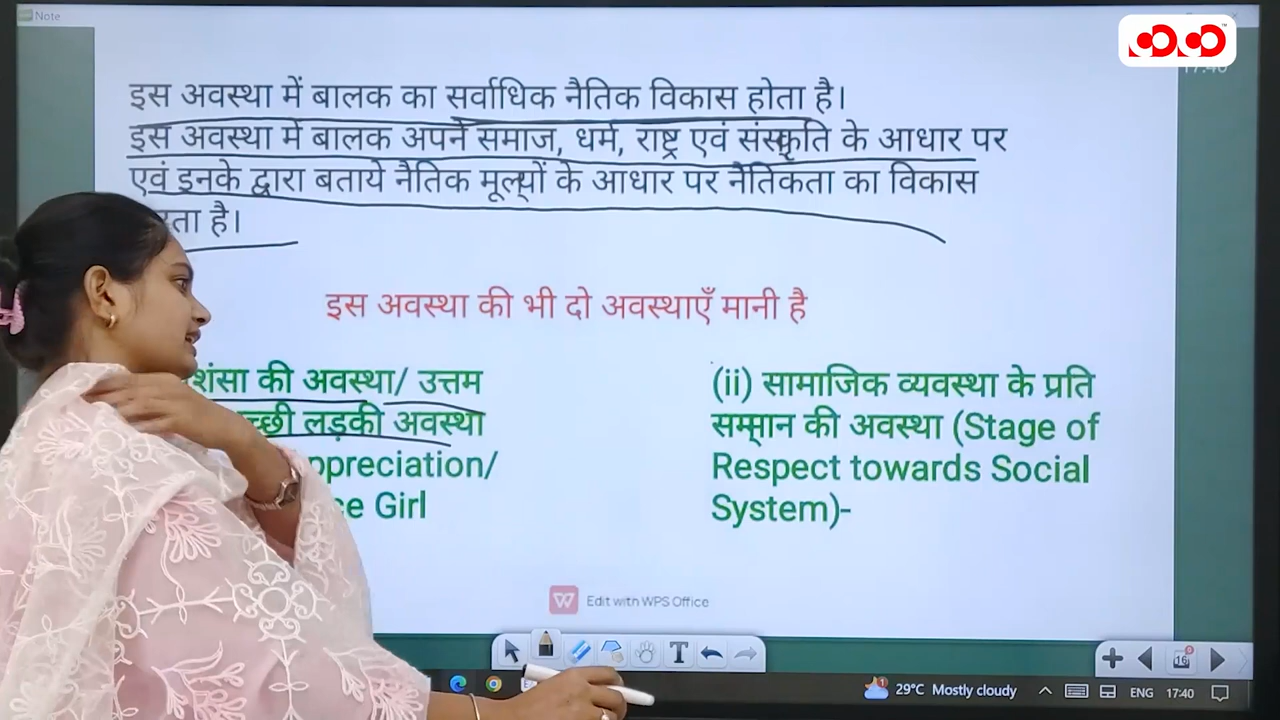 Note
इस अवस्था में बालक का सर्वाधिक नैतिक विकास होता है।
इस अवस्था में बालक अपने समाज, धर्म, राष्ट्र एवं संस्कृति के आधार पर
एवं इनके द्वारा बताये नैतिक मूल्यों के आधार पर नैतिकता का विकास
है।
इस अवस्था की भी दो अवस्थाएँ मानी है
की अवस्था/ उत्तम
लड़की अवस्था
Girl
(ii) सामाजिक व्यवस्था के प्रति
सम्मान की अवस्था (Stage of
Respect towards Social
System)-
Edit with WPS Office
T
16
29°C Mostly cloudy
ENG 17:40